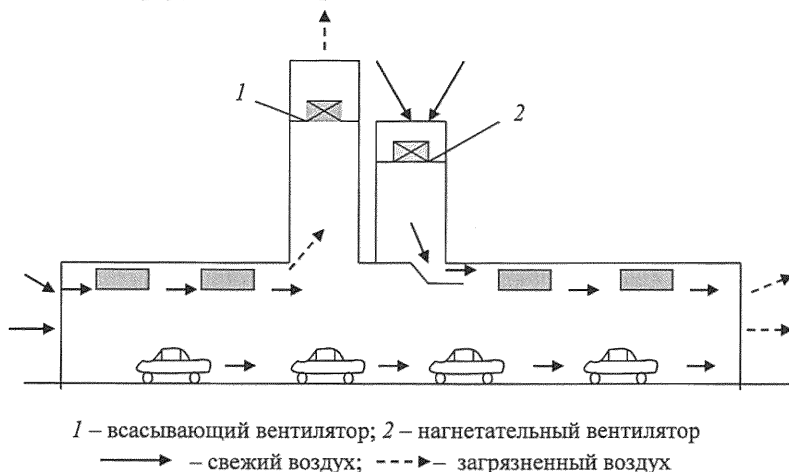 1
2
1 – всасывающий вентилятор; 2 – нагнетательный вентилятор
– свежий воздух; – загрязненный воздух